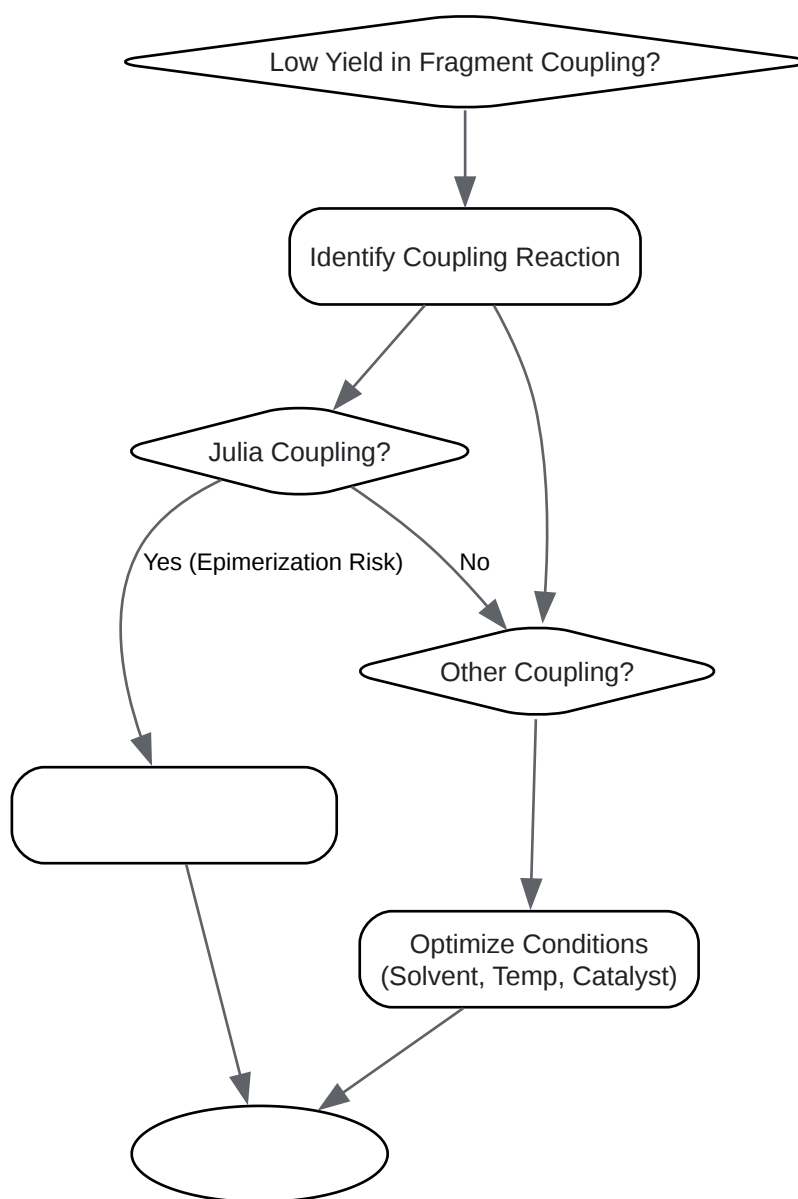 Low Yield in Fragment Coupling?
Identify Coupling Reaction
Julia Coupling?
Yes (Epimerization Risk)
No
Other Coupling?
Optimize Conditions
(Solvent, Temp, Catalyst)